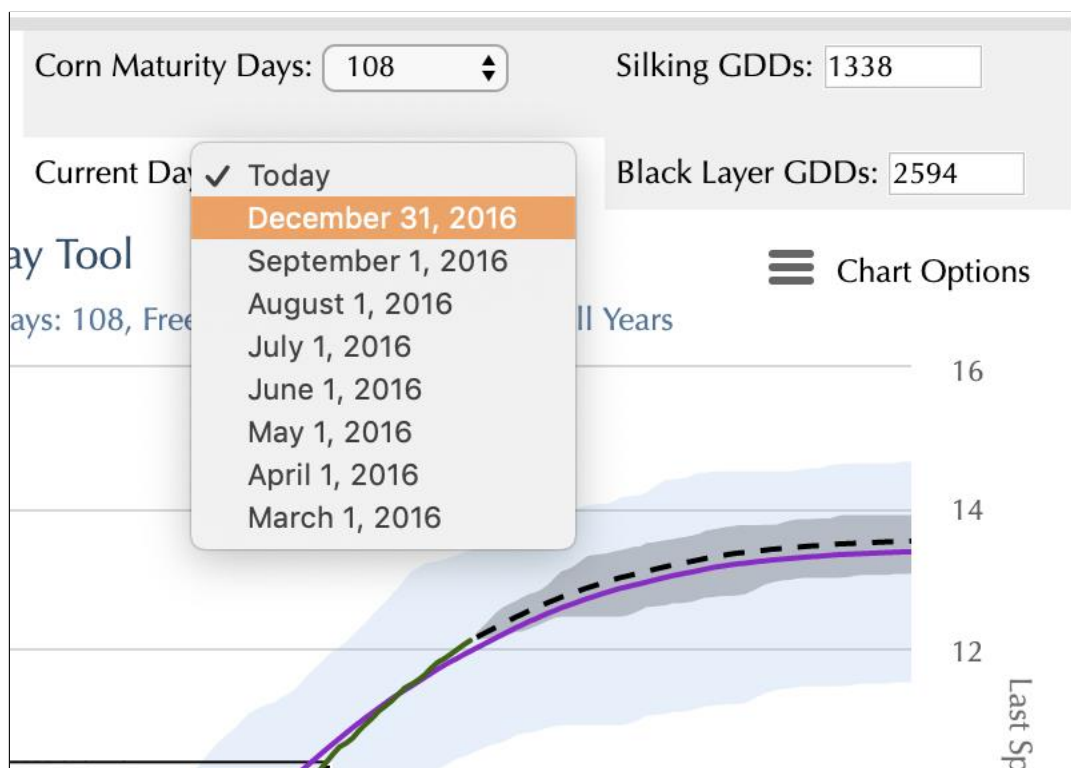 Corn Maturity Days: 108
Silking GDDs: 1338
Current Da
✓ Today
Black Layer GDDs: 2594
December 31, 2016
September 1, 2016
August 1, 2016
July 1, 2016
June 1, 2016
May 1, 2016
April 1, 2016
March 1, 2016
ay Tool
Chart Options
ays: 108, Free
ll Years
16
14
12
Last Sp